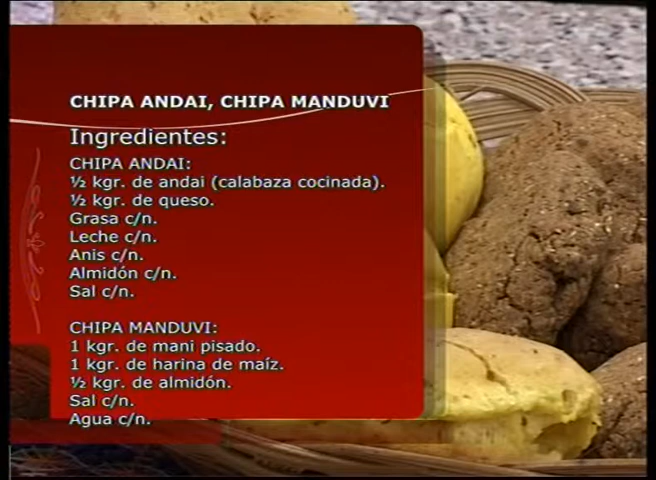 CHIPA ANDAI, CHIPA MANDUVI
Ingredientes:
CHIPA ANDAI:
½ kgr. de andai (calabaza cocinada).
½ kgr. de queso.
Grasa c/n.
Leche c/n.
Anis c/n.
Almidón c/n.
Sal c/n.
CHIPA MANDUVI:
1 kgr. de mani pisado.
1 kgr. de harina de maíz.
½ kgr. de almidón.
Sal c/n.
Agua c/n.